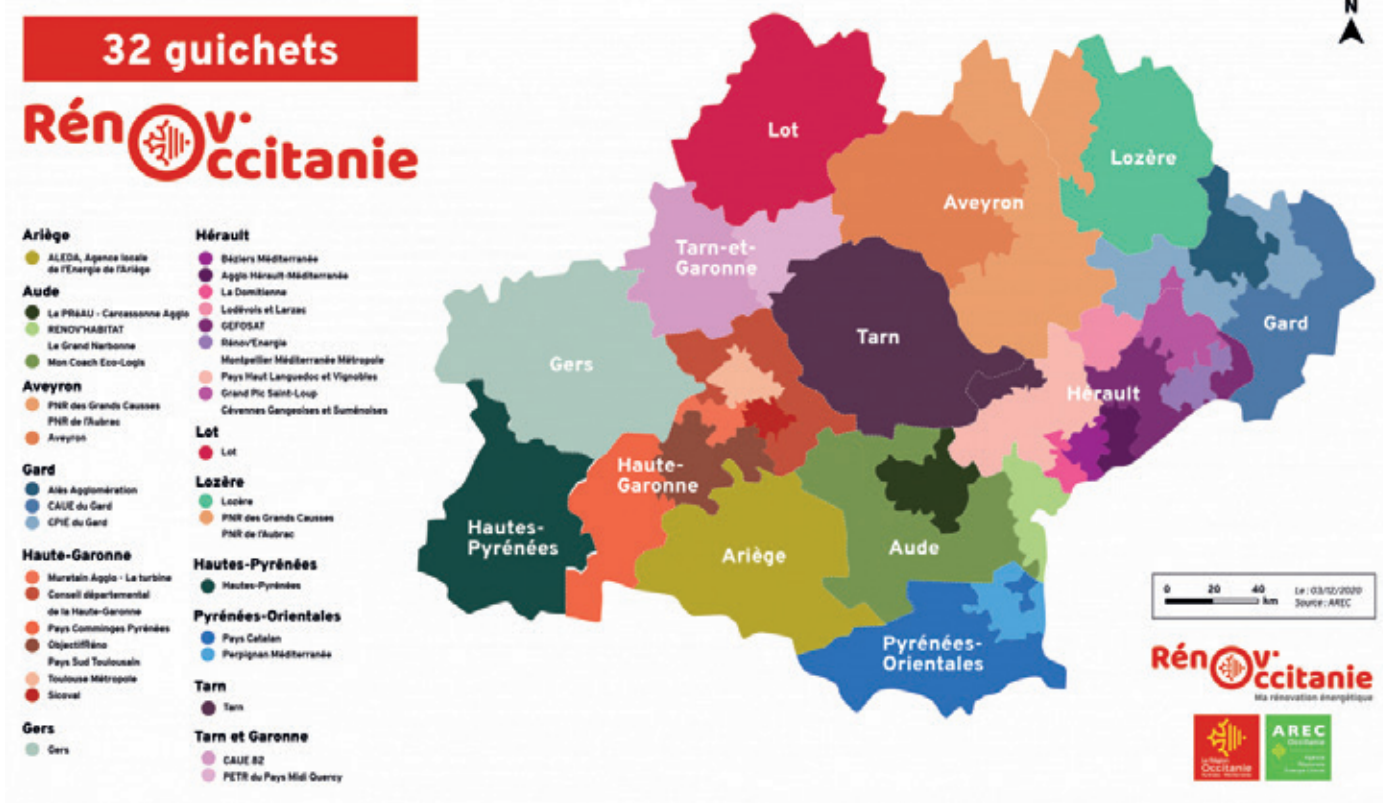 32 guichets
Rénov'Occitanie
Ariège
ALEDA, Agence locale
de l'Energie de l'Ariège
Aude
Le PRéAU - Carcassonne Agglo
RENOV'HABITAT
Le Grand Narbonne
Mon Coach Eco-Logis
Aveyron
PNR des Grands Causses
PNR de l'Aubrac
Aveyron
Gard
Alès Agglomération
CAUE du Gard
CPIE du Gard
Haute-Garonne
Muretain Agglo - La turbine
Conseil départemental
de la Haute-Garonne
Pays Comminges Pyrénées
ObjectifRéno
Pays Sud Toulousain
Toulouse Métropole
Sicoval
Gers
Gers
Hérault
Béziers Méditerranée
Agglo Hérault-Méditerranée
La Domitienne
Lodévois et Larzac
GEFOSAT
Rénov'Energie
Montpellier Méditerranée Métropole
Pays Haut Languedoc et Vignobles
Grand Pic Saint-Loup
Cévennes Gangeoises et Suménoises
Lot
Lot
Lozère
Lozère
PNR des Grands Causses
PNR de l'Aubrac
Hautes-Pyrénées
Hautes-Pyrénées
Pyrénées-Orientales
Pays Catalan
Perpignan Méditerranée
Tarn
Tarn
Tarn et Garonne
CAUE 82
PETR du Pays Midi Quercy
N
Lot
Lozère
Aveyron
Tarn-et-
Garonne
Gard
Tarn
Gers
Hérault
Haute-
Garonne
Hautes-
Pyrénées
Ariège
Aude
Pyrénées-
Orientales
0 20 40
km
Le : 03/12/2020
Source : AREC
Rénov'Occitanie
Ma rénovation énergétique
La Région
Occitanie
AREC
Occitanie